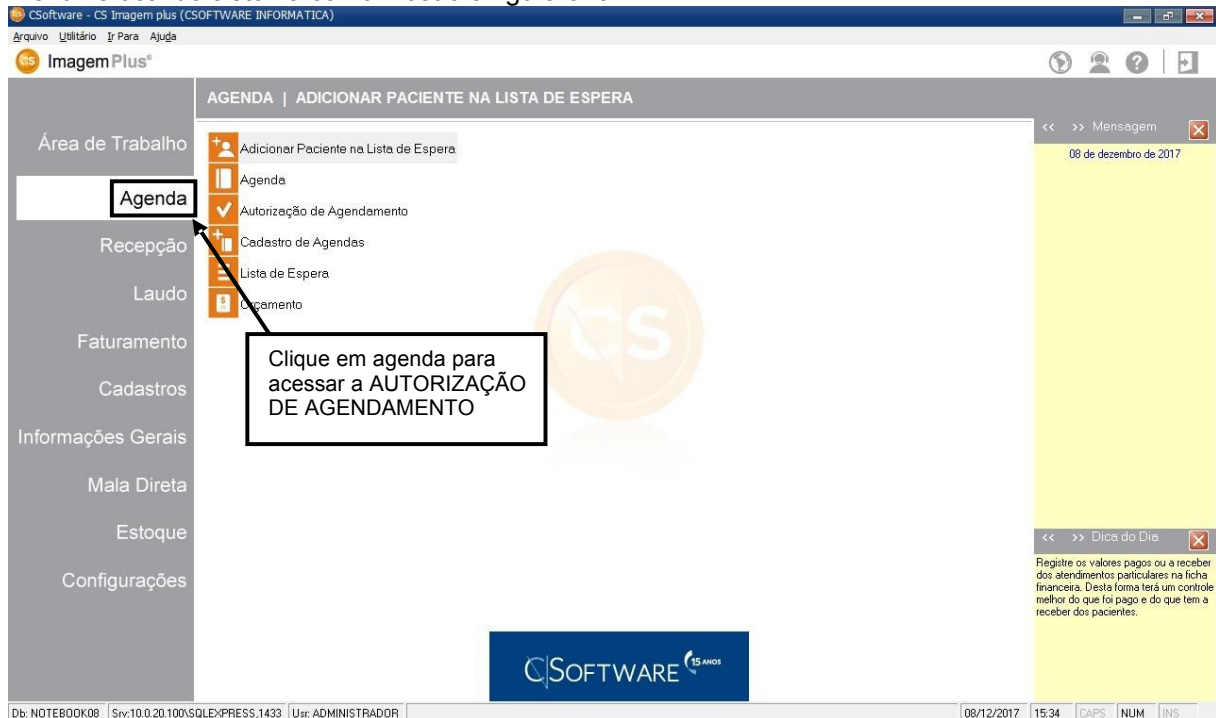 CSoftware - CS Imagem plus (CSOFTWARE INFORMATICA)
Arquivo Utilitário Ir Para Ajuda
CS ImagemPlus®
AGENDA | ADICIONAR PACIENTE NA LISTA DE ESPERA
Área de Trabalho
Agenda
Recepção
Laudo
Faturamento
Cadastros
Informações Gerais
Mala Direta
Estoque
Configurações
Adicionar Paciente na Lista de Espera
Agenda
Autorização de Agendamento
Cadastro de Agendas
Lista de Espera
Orçamento
Clique em agenda para
acessar a AUTORIZAÇÃO
DE AGENDAMENTO
CS
CSOFTWARE 15 ANOS
<< >> Mensagem
08 de dezembro de 2017
<< >> Dica do Dia
Registre os valores pagos ou a receber
dos atendimentos particulares na ficha
financeira. Desta forma terá um controle
melhor do que foi pago e do que tem a
receber dos pacientes.
Db: NOTEBOOK08 Srv:10.0.20.100\SQLEXPRESS,1433 Usr: ADMINISTRADOR 08/12/2017 15:34 CAPS NUM INS